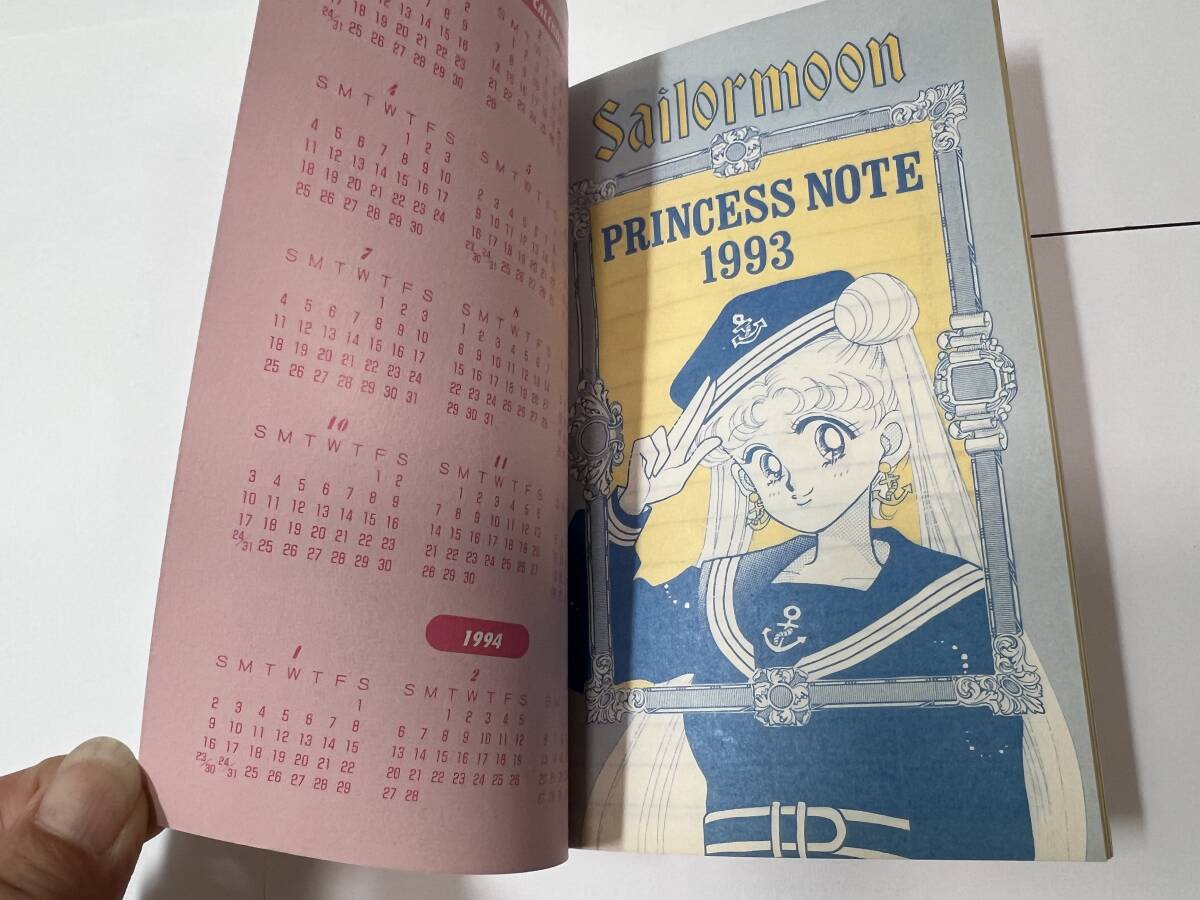 2
24/31 25 26 27 28 29 30
4
S M T W T F S
1 2 3
4 5 6 7 8 9 10
11 12 13 14 15 16 17
18 19 20 21 22 23 24
25 26 27 28 29 30
7
S M T W T F S
1 2 3
4 5 6 7 8 9 10
11 12 13 14 15 16 17
18 19 20 21 22 23 24
25 26 27 28 29 30 31
8
S M T W T F S
1 2 3 4 5 6 7
8 9 10 11 12 13 14
15 16 17 18 19 20 21
22 23 24 25 26 27 28
29 30 31
10
S M T W T F S
1 2
3 4 5 6 7 8 9
10 11 12 13 14 15 16
17 18 19 20 21 22 23
24/31 25 26 27 28 29 30
11
S M T W T F S
1 2 3 4 5 6
7 8 9 10 11 12 13
14 15 16 17 18 19 20
21 22 23 24 25 26 27
28 29 30
1994
1
S M T W T F S
1
2 3 4 5 6 7 8
9 10 11 12 13 14 15
16 17 18 19 20 21 22
23/30 24/31 25 26 27 28 29
2
S M T W T F S
1 2 3 4 5
6 7 8 9 10 11 12
13 14 15 16 17 18 19
20 21 22 23 24 25 26
27 28
Sailormoon
PRINCESS NOTE
1993